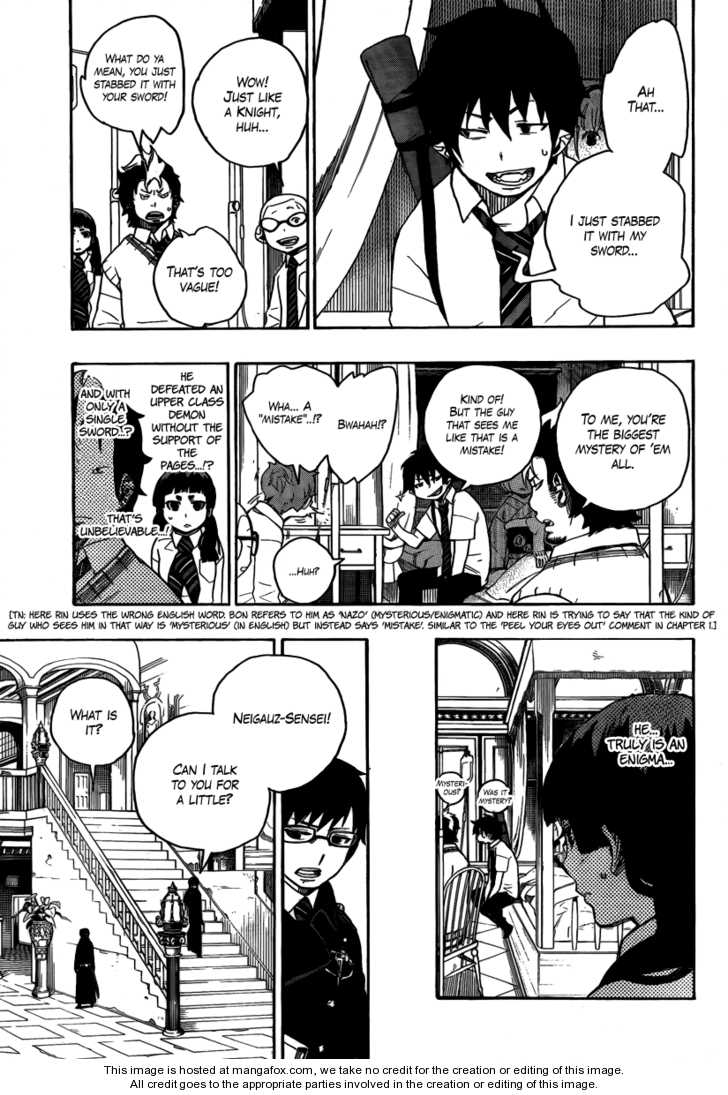 AH
THAT...
I JUST STABBED
IT WITH MY
SWORD...
WOW!
JUST LIKE
A KNIGHT,
HUH...
WHAT DO YA
MEAN, YOU JUST
STABBED IT WITH
YOUR SWORD!
THAT'S TOO
VAGUE!
TO ME, YOU'RE
THE BIGGEST
MYSTERY OF 'EM
ALL.
KIND OF!
BUT THE GUY
THAT SEES ME
LIKE THAT IS A
MISTAKE!
BWAHAH!?
WHA... A
"MISTAKE"...!?
...HUH?
HE
DEFEATED AN
UPPER CLASS
DEMON
WITHOUT THE
SUPPORT OF
THE
PAGES...!?
AND WITH
ONLY A
SINGLE
SWORD...?
THAT'S
UNBELIEVABLE...!
[TN: HERE RIN USES THE WRONG ENGLISH WORD. BON REFERS TO HIM AS 'NAZO' (MYSTERIOUS/ENIGMATIC) AND HERE RIN IS TRYING TO SAY THAT THE KIND OF
GUY WHO SEES HIM IN THAT WAY IS 'MYSTERIOUS' (IN ENGLISH) BUT INSTEAD SAYS 'MISTAKE'. SIMILAR TO THE 'PEEL YOUR EYES OUT' COMMENT IN CHAPTER 1.]
HE...
TRULY IS AN
ENIGMA...
WAS IT
MYSTERY?
MYSTERI-
OUS?
NEIGAUZ-SENSEI!
CAN I TALK
TO YOU FOR
A LITTLE?
WHAT IS
IT?
This image is hosted at mangafox.com, we take no credit for the creation or editing of this image.
All credit goes to the appropriate parties involved in the creation or editing of this image.